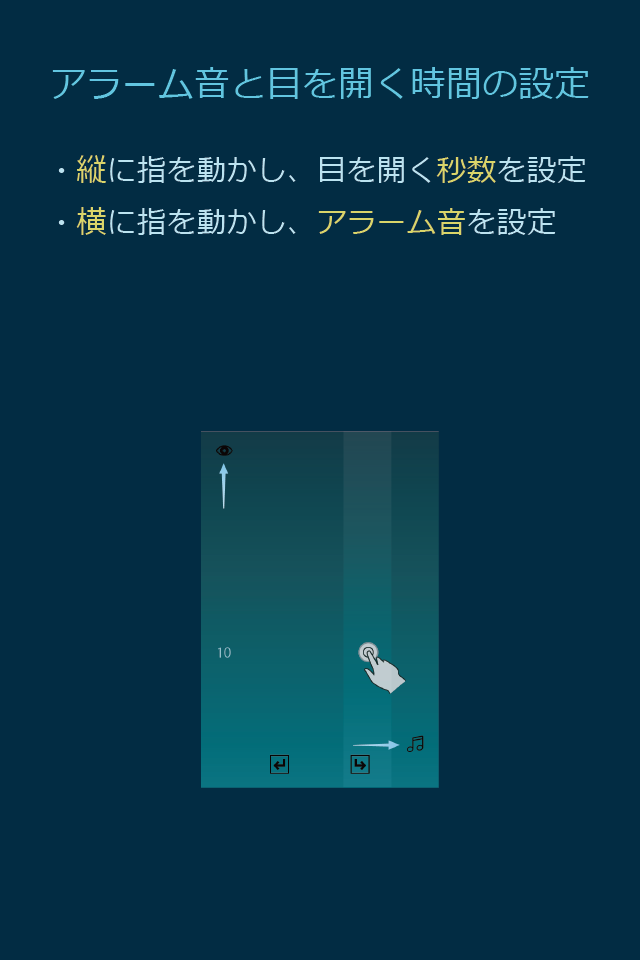 アラーム音と目を開く時間の設定
・縦に指を動かし、目を開く秒数を設定
・横に指を動かし、アラーム音を設定
10